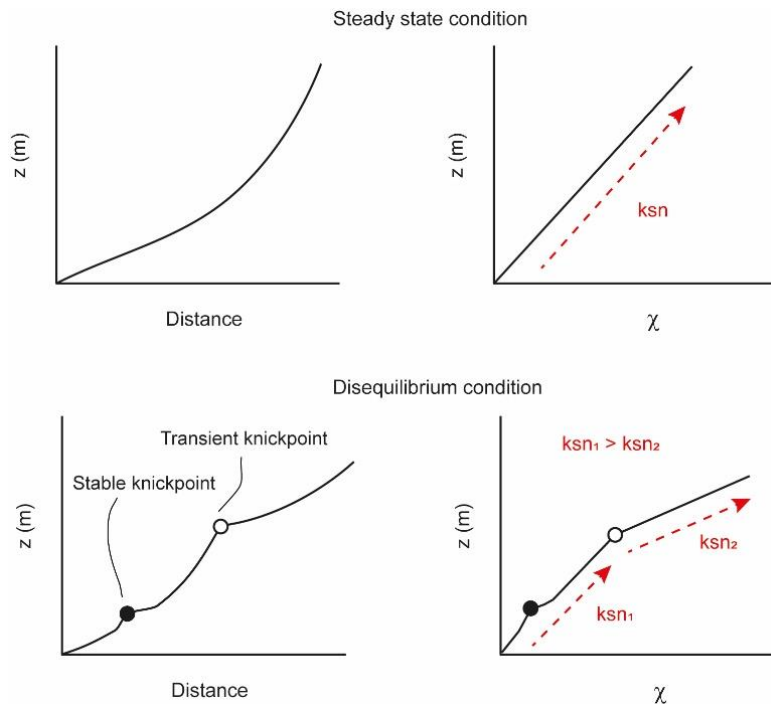 Steady state condition
z (m)
Distance
z (m)
ksn
χ
Disequilibrium condition
Transient knickpoint
Stable knickpoint
z (m)
Distance
ksn₁ > ksn₂
z (m)
ksn₂
ksn₁
χ